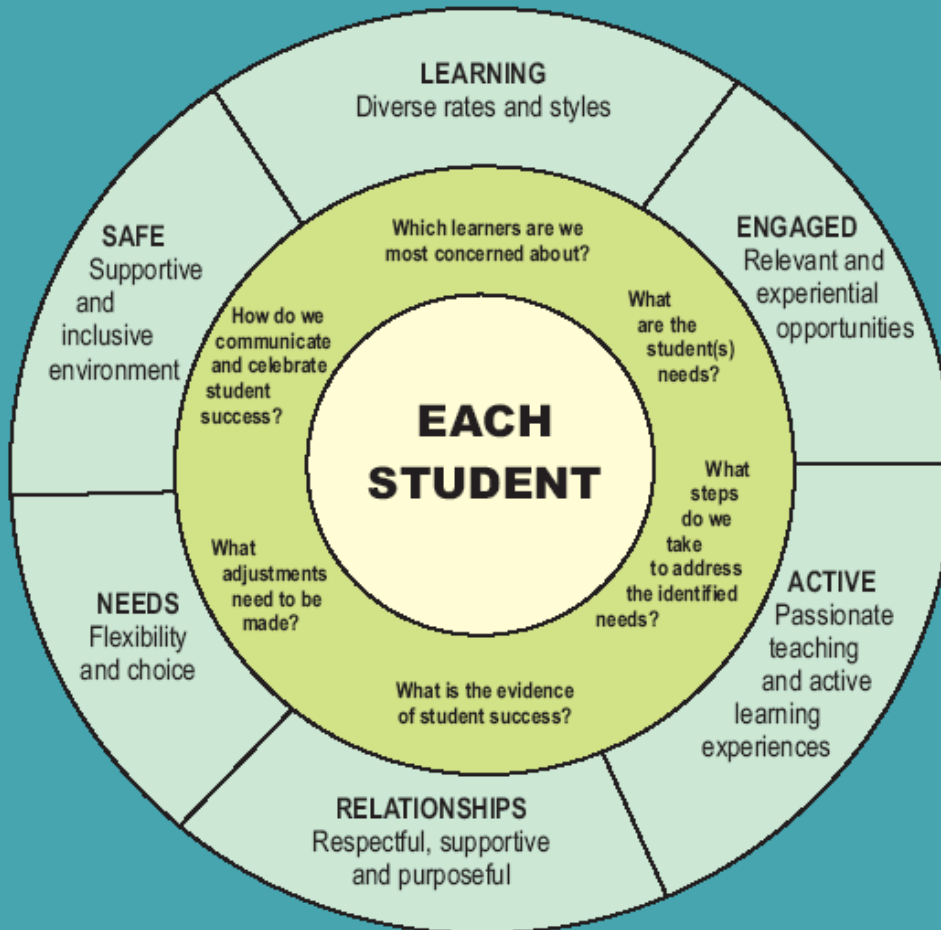 LEARNING
Diverse rates and styles
ENGAGED
Relevant and
experiential
opportunities
ACTIVE
Passionate
teaching
and active
learning
experiences
RELATIONSHIPS
Respectful, supportive
and purposeful
NEEDS
Flexibility
and choice
SAFE
Supportive
and
inclusive
environment
Which learners are we
most concerned about?
What
are the
student(s)
needs?
What
steps
do we
take
to address
the identified
needs?
What is the evidence
of student success?
What
adjustments
need to be
made?
How do we
communicate
and celebrate
student
success?
EACH
STUDENT